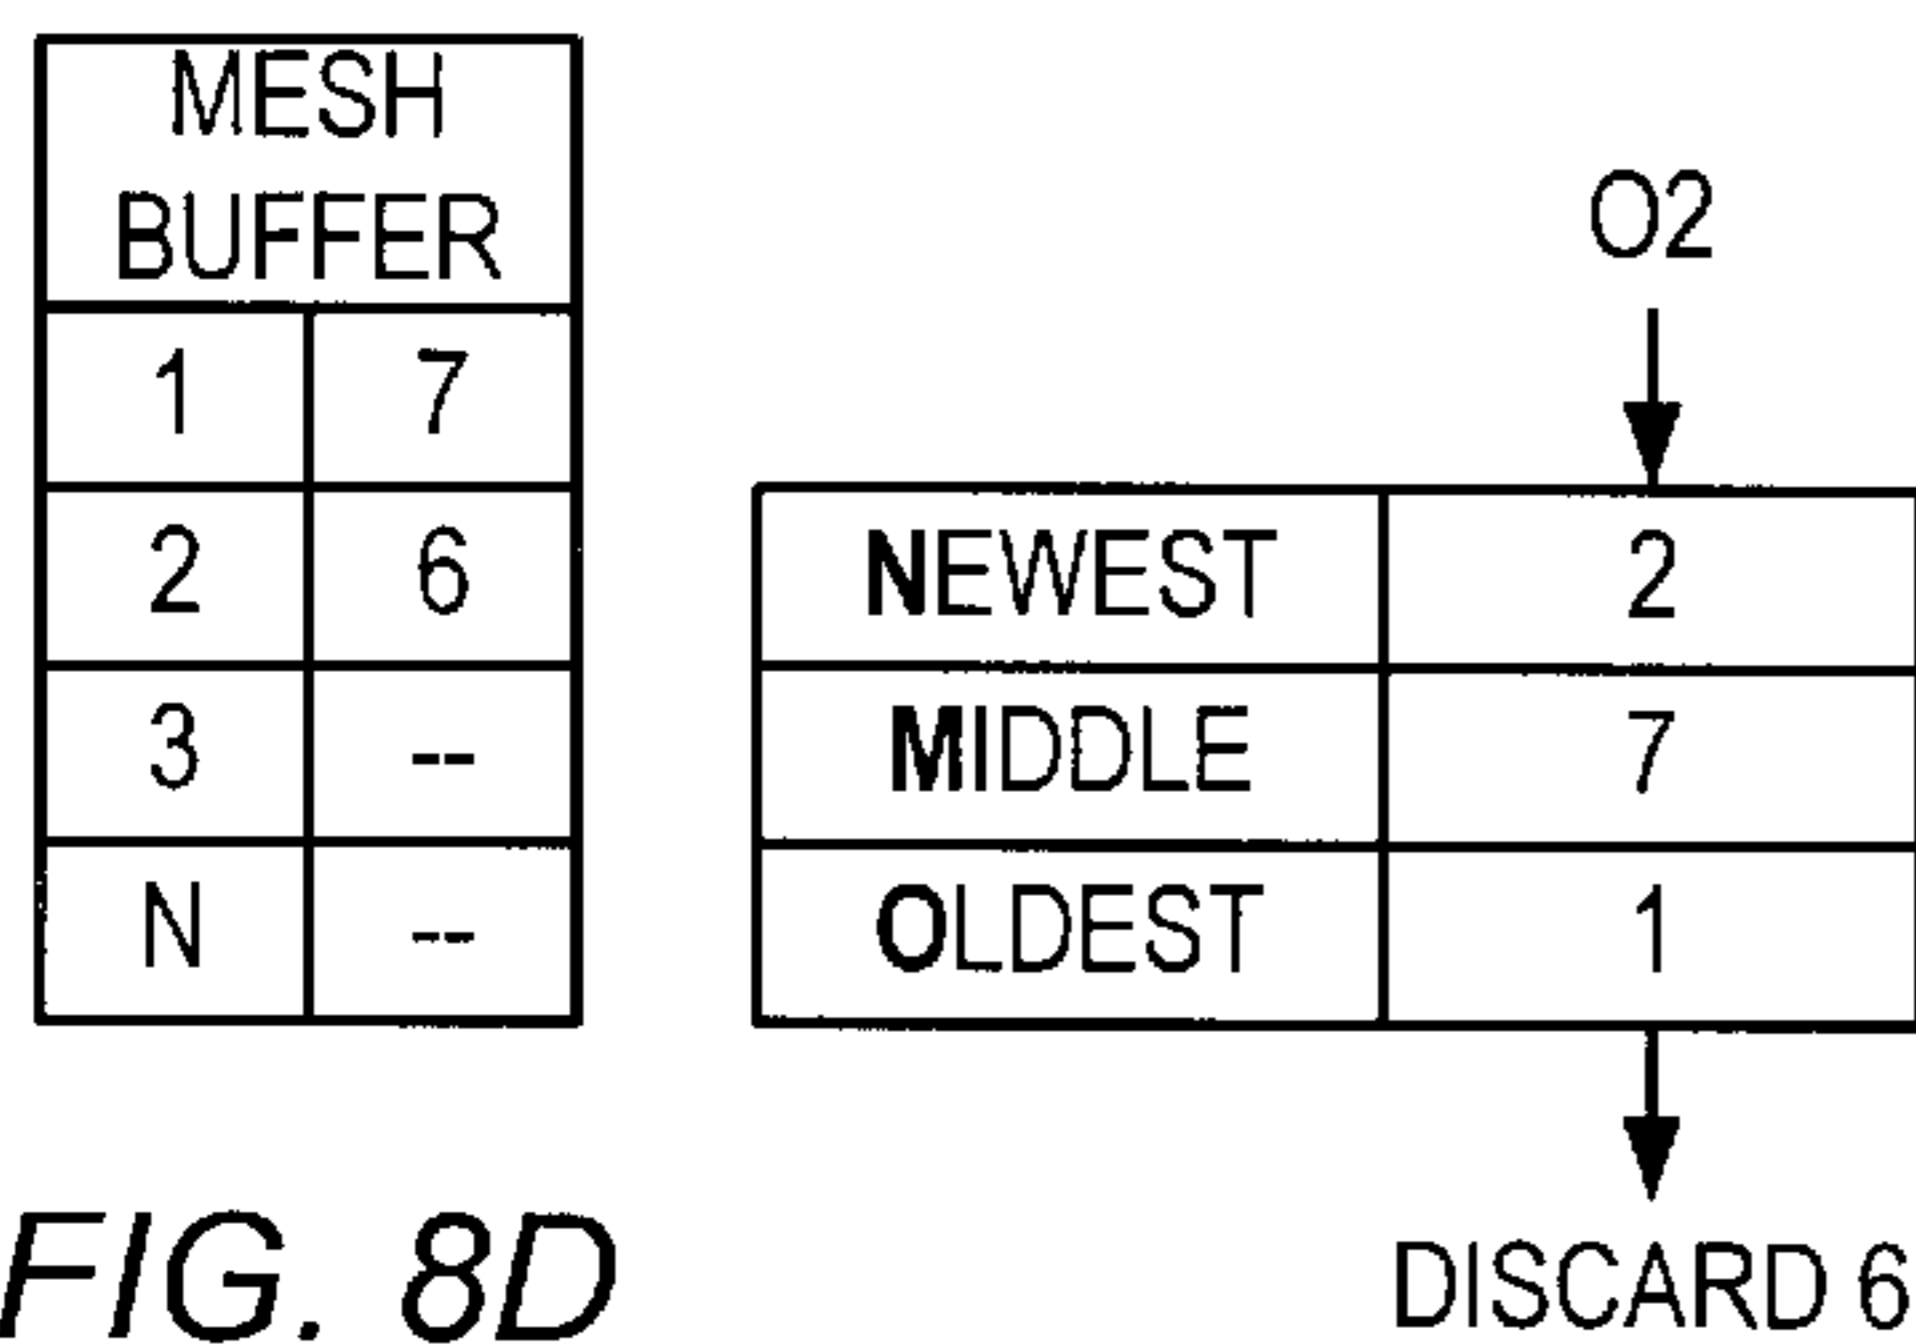 MESH
BUFFER
1 7
2 6
3 --
N --
O2
NEWEST 2
MIDDLE 7
OLDEST 1
DISCARD 6
FIG. 8D